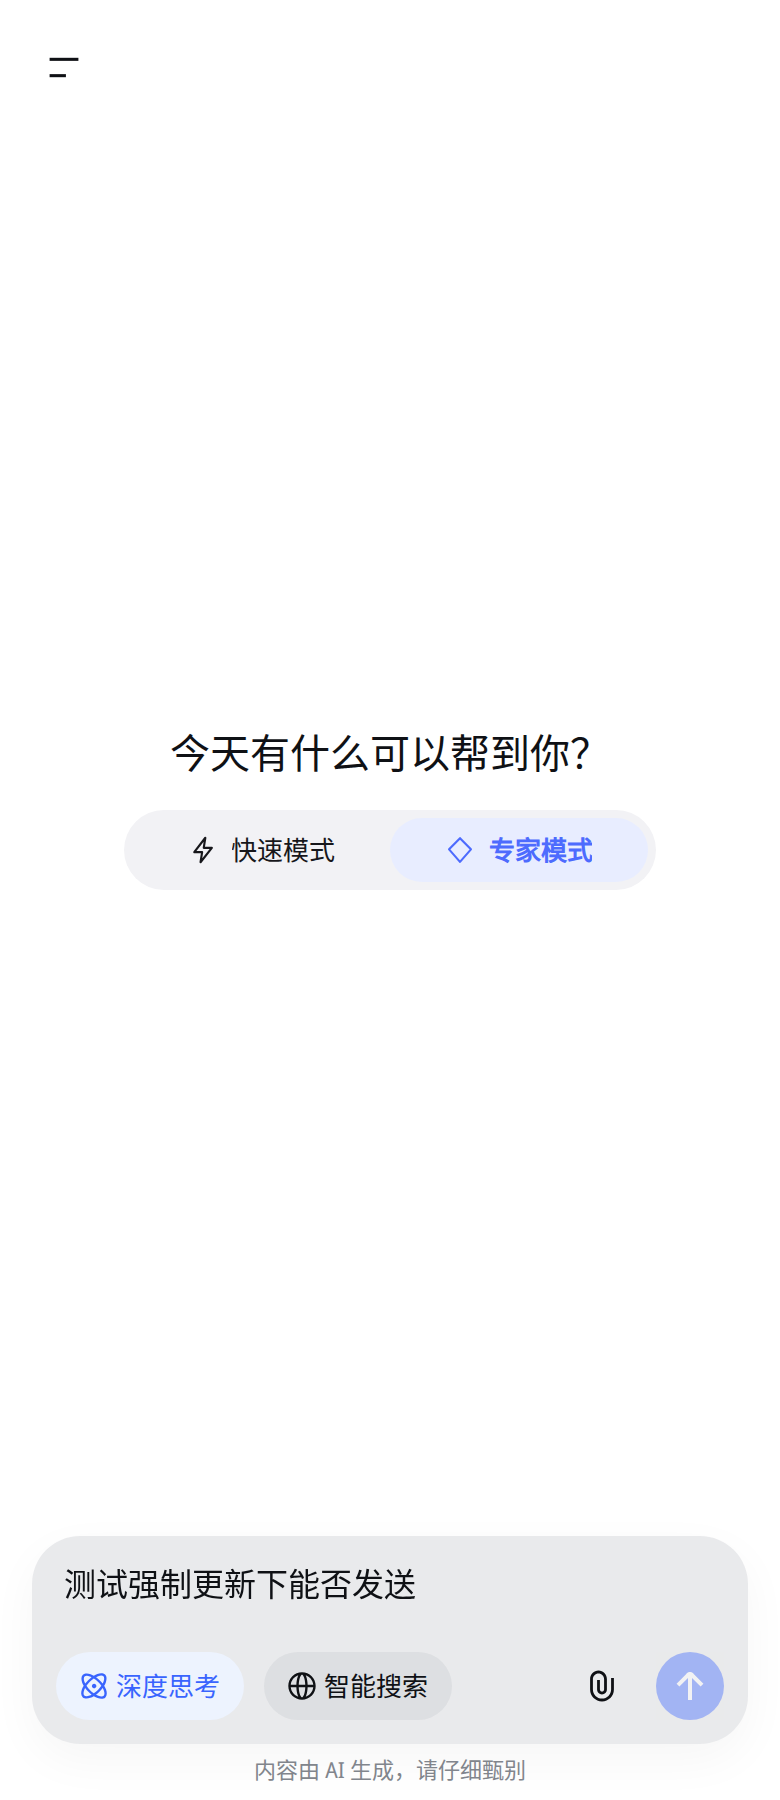 今天有什么可以帮到你？
快速模式
专家模式
测试强制更新下能否发送
深度思考
智能搜索
内容由 AI 生成，请仔细甄别